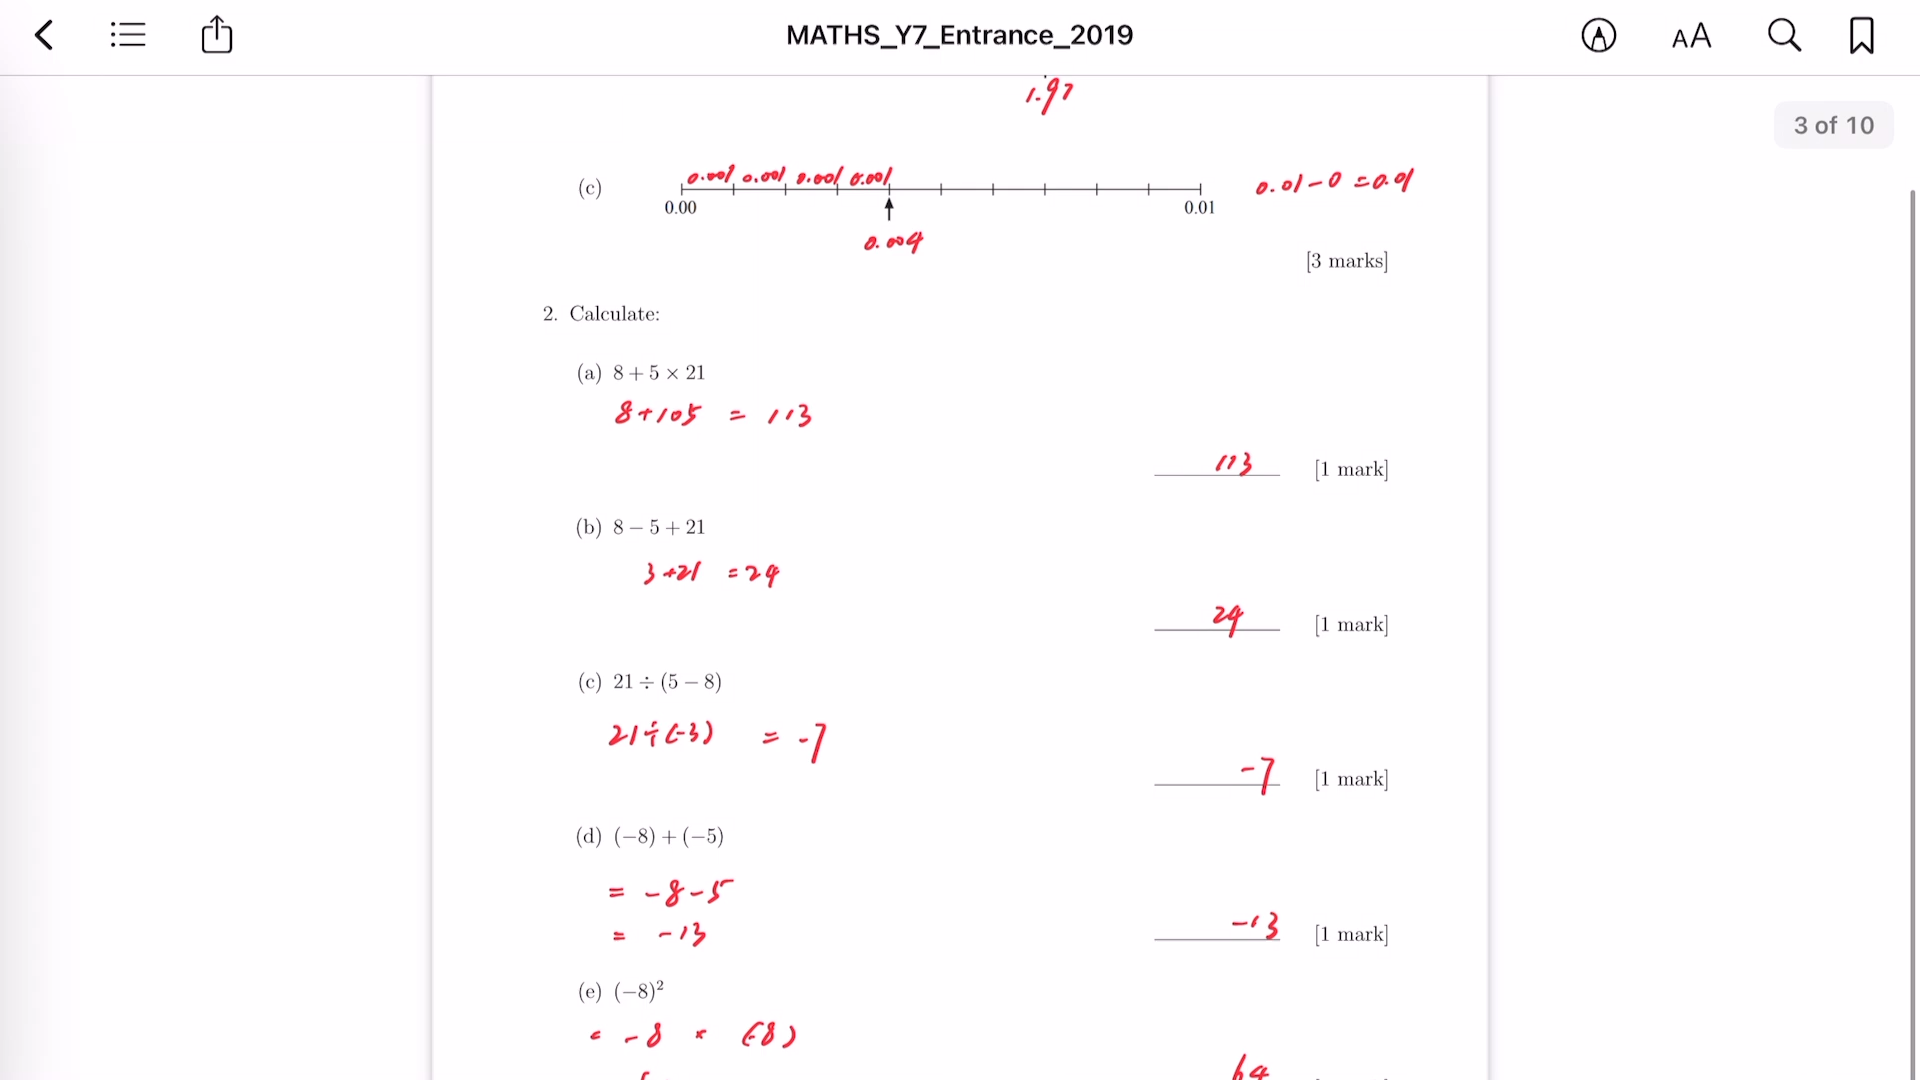 MATHS_Y7_Entrance_2019
3 of 10
1.97
0.001 0.001 0.001 0.001
(c) 0.00 0.01 0.01-0=0.01
0.004
[3 marks]
2. Calculate:
(a) 8 + 5 × 21
8+105 = 113
113 [1 mark]
(b) 8 − 5 + 21
3+21 =24
24 [1 mark]
(c) 21 ÷ (5 − 8)
21÷(-3) = -7
-7 [1 mark]
(d) (−8) + (−5)
= -8-5
= -13
-13 [1 mark]
(e) (−8)²
= -8 × (-8)
64